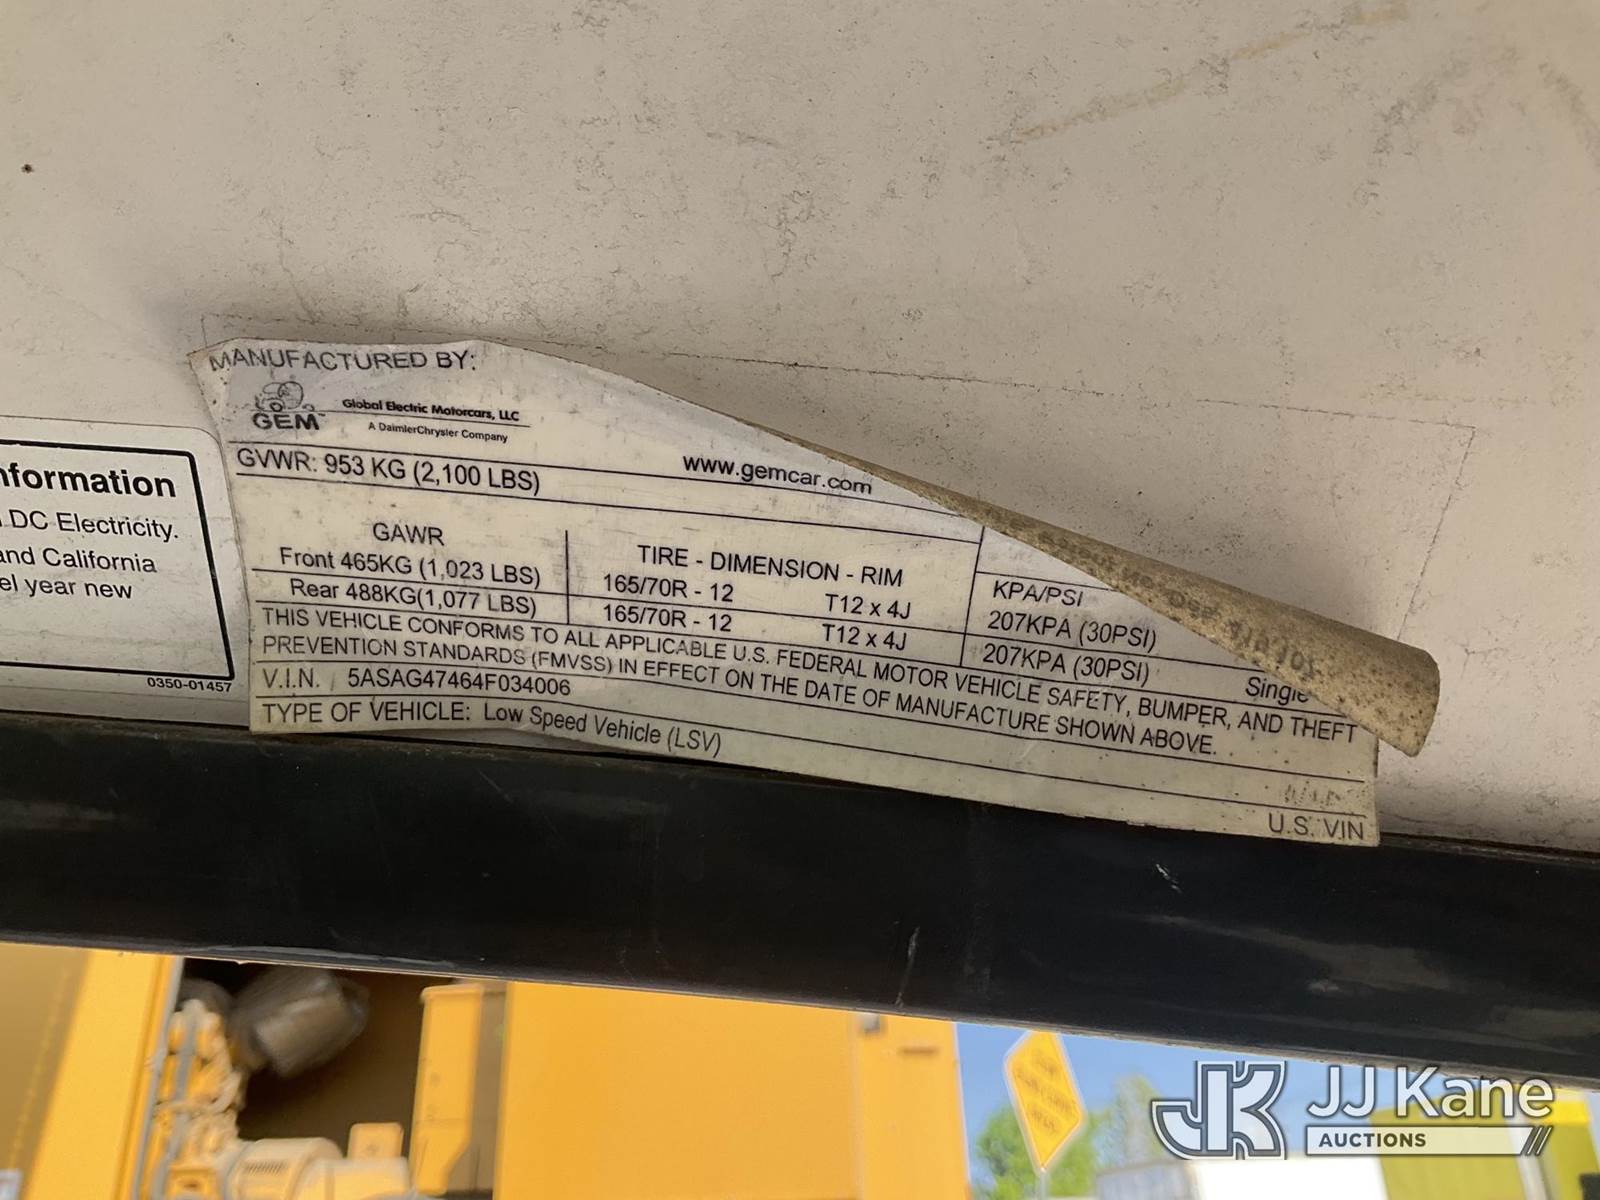 MANUFACTURED BY:
GEM
Global Electric Motorcars, LLC
A DaimlerChrysler Company
www.gemcar.com
GVWR: 953 KG (2,100 LBS)
GAWR
TIRE - DIMENSION - RIM
KPA/PSI
Front 465KG (1,023 LBS) 165/70R - 12 T12 x 4J 207KPA (30PSI)
Rear 488KG(1,077 LBS) 165/70R - 12 T12 x 4J 207KPA (30PSI) Single
THIS VEHICLE CONFORMS TO ALL APPLICABLE U.S. FEDERAL MOTOR VEHICLE SAFETY, BUMPER, AND THEFT
PREVENTION STANDARDS (FMVSS) IN EFFECT ON THE DATE OF MANUFACTURE SHOWN ABOVE.
V.I.N. 5ASAG47464F034006
TYPE OF VEHICLE: Low Speed Vehicle (LSV)
U.S. VIN
nformation
DC Electricity.
and California
el year new
0350-01457
JK
JJ Kane
AUCTIONS